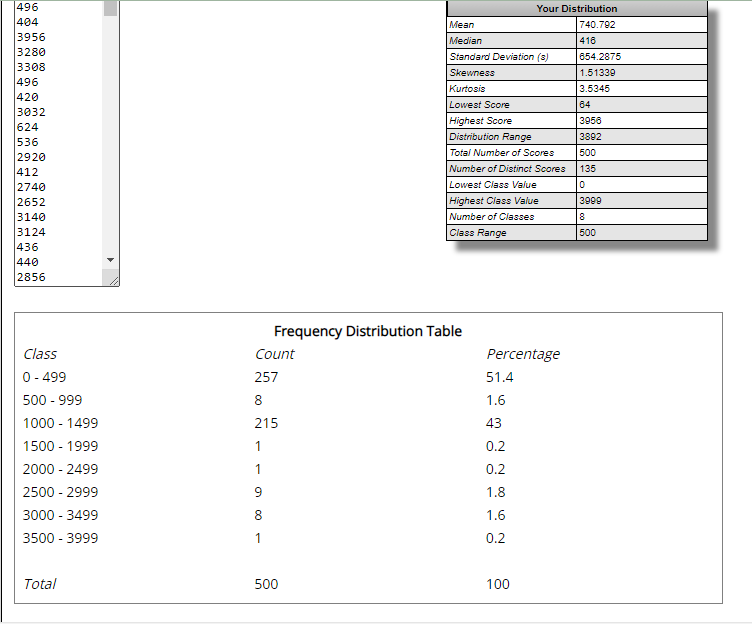 496
404
3956
3280
3308
496
420
3032
624
536
2920
412
2740
2652
3140
3124
436
440
2856
Your Distribution
Mean 740.792
Median 416
Standard Deviation (s) 654.2875
Skewness 1.51339
Kurtosis 3.5345
Lowest Score 64
Highest Score 3956
Distribution Range 3892
Total Number of Scores 500
Number of Distinct Scores 135
Lowest Class Value 0
Highest Class Value 3999
Number of Classes 8
Class Range 500
Frequency Distribution Table
Class Count Percentage
0 - 499 257 51.4
500 - 999 8 1.6
1000 - 1499 215 43
1500 - 1999 1 0.2
2000 - 2499 1 0.2
2500 - 2999 9 1.8
3000 - 3499 8 1.6
3500 - 3999 1 0.2
Total 500 100